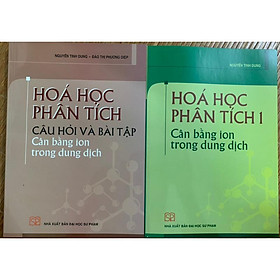 NGUYỄN TINH DUNG - ĐÀO THỊ PHƯƠNG DIỆP
HOÁ HỌC
PHÂN TÍCH
CÂU HỎI VÀ BÀI TẬP
Cân bằng ion
trong dung dịch
NHÀ XUẤT BẢN ĐẠI HỌC SƯ PHẠM
NGUYỄN TINH DUNG
HOÁ HỌC
PHÂN TÍCH 1
Cân bằng ion
trong dung dịch
NHÀ XUẤT BẢN ĐẠI HỌC SƯ PHẠM